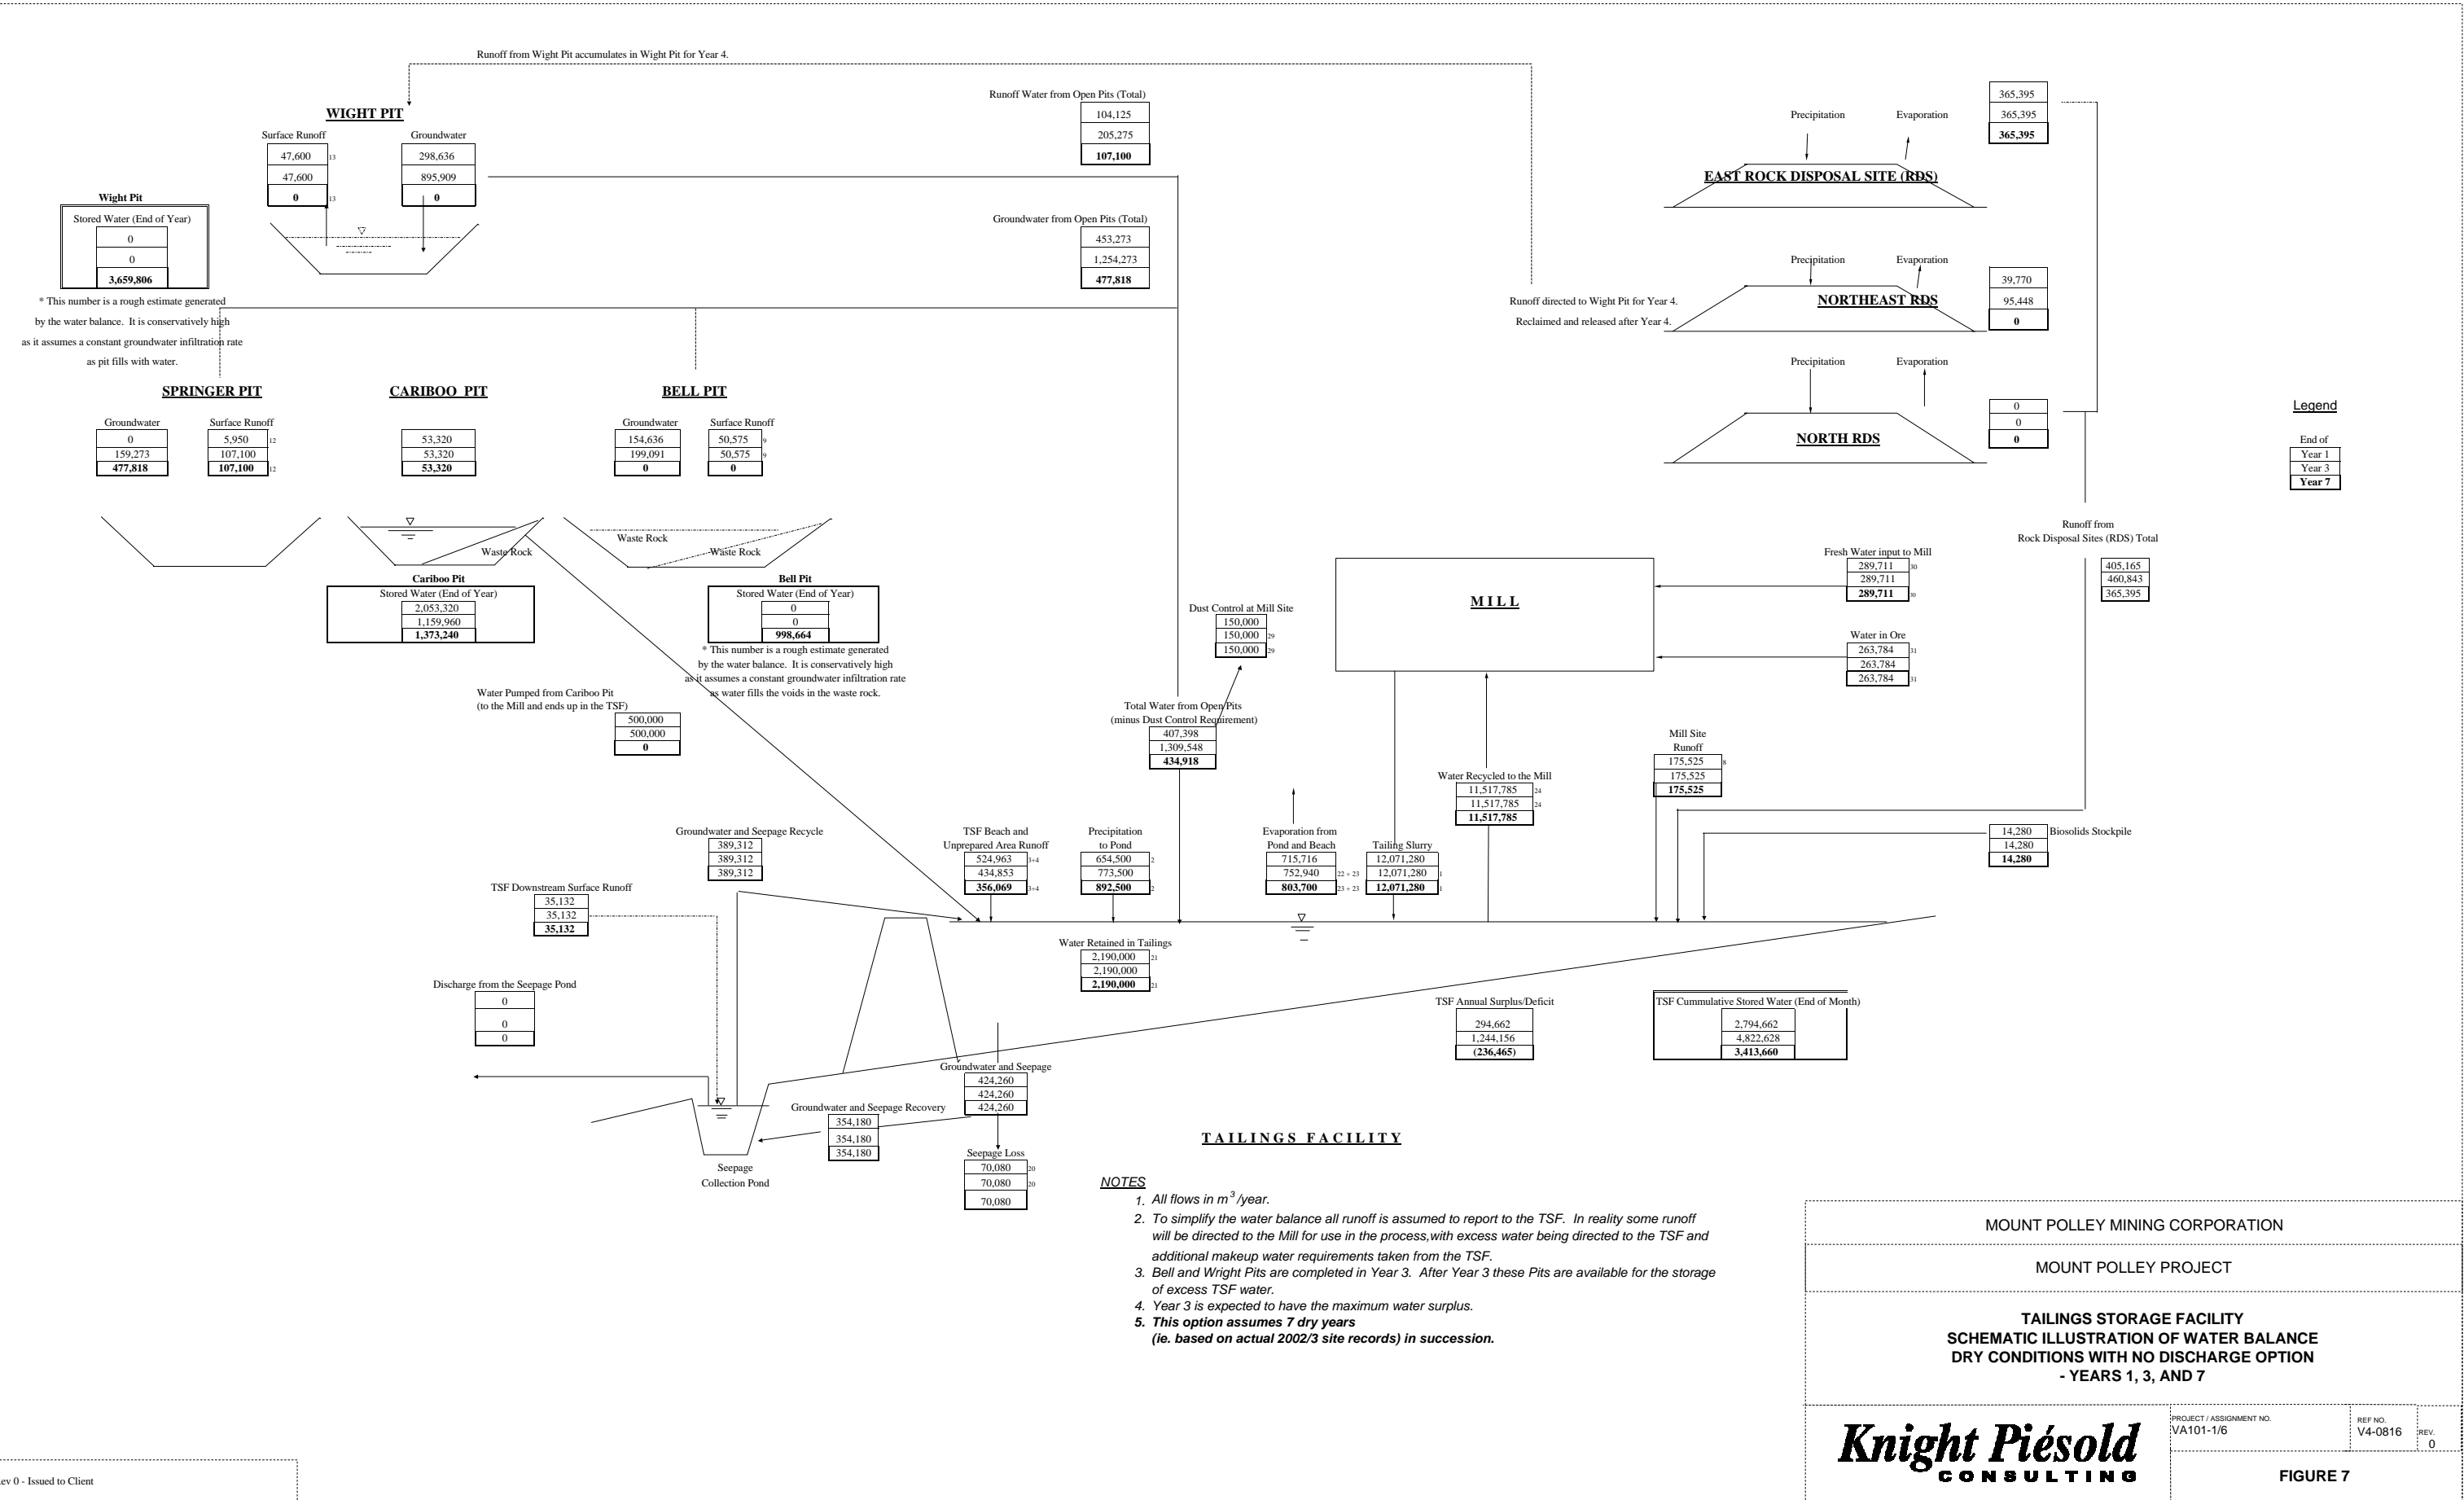 Runoff from Wight Pit accumulates in Wight Pit for Year 4.
WIGHT PIT
Surface Runoff
47,600 13
47,600
0 13
Groundwater
298,636
895,909
0
Wight Pit
Stored Water (End of Year)
0
0
3,659,806
* This number is a rough estimate generated
by the water balance. It is conservatively high
as it assumes a constant groundwater infiltration rate
as pit fills with water.
Runoff Water from Open Pits (Total)
104,125
205,275
107,100
Groundwater from Open Pits (Total)
453,273
1,254,273
477,818
Precipitation
Evaporation
EAST ROCK DISPOSAL SITE (RDS)
365,395
365,395
365,395
Precipitation
Evaporation
NORTHEAST RDS
39,770
95,448
0
Runoff directed to Wight Pit for Year 4.
Reclaimed and released after Year 4.
Precipitation
Evaporation
NORTH RDS
0
0
0
Legend
End of
Year 1
Year 3
Year 7
SPRINGER PIT
Groundwater
0
159,273
477,818
Surface Runoff
5,950 12
107,100
107,100 12
CARIBOO PIT
53,320
53,320
53,320
BELL PIT
Groundwater
154,636
199,091
0
Surface Runoff
50,575 9
50,575 9
0
Waste Rock
Waste Rock
Waste Rock
Cariboo Pit
Stored Water (End of Year)
2,053,320
1,159,960
1,373,240
Bell Pit
Stored Water (End of Year)
0
0
998,664
* This number is a rough estimate generated
by the water balance. It is conservatively high
as it assumes a constant groundwater infiltration rate
as water fills the voids in the waste rock.
Water Pumped from Cariboo Pit
(to the Mill and ends up in the TSF)
500,000
500,000
0
Dust Control at Mill Site
150,000
150,000 29
150,000 29
Total Water from Open Pits
(minus Dust Control Requirement)
407,398
1,309,548
434,918
MILL
Fresh Water input to Mill
289,711 30
289,711
289,711 30
Water in Ore
263,784 31
263,784
263,784 31
Runoff from
Rock Disposal Sites (RDS) Total
405,165
460,843
365,395
Mill Site
Runoff
175,525 8
175,525
175,525
Water Recycled to the Mill
11,517,785 24
11,517,785 24
11,517,785
Biosolids Stockpile
14,280
14,280
14,280
Groundwater and Seepage Recycle
389,312
389,312
389,312
TSF Beach and
Unprepared Area Runoff
524,963 3+4
434,853
356,069 3+4
Precipitation
to Pond
654,500 2
773,500
892,500 2
Evaporation from
Pond and Beach
715,716
752,940 22 + 23
803,700 23 + 23
Tailing Slurry
12,071,280
12,071,280 1
12,071,280 1
TSF Downstream Surface Runoff
35,132
35,132
35,132
Water Retained in Tailings
2,190,000 21
2,190,000
2,190,000 21
Discharge from the Seepage Pond
0
0
0
TSF Annual Surplus/Deficit
294,662
1,244,156
(236,465)
TSF Cummulative Stored Water (End of Month)
2,794,662
4,822,628
3,413,660
Groundwater and Seepage
424,260
424,260
424,260
Groundwater and Seepage Recovery
354,180
354,180
354,180
Seepage
Collection Pond
Seepage Loss
70,080 20
70,080 20
70,080
TAILINGS FACILITY
NOTES
1. All flows in m³/year.
2. To simplify the water balance all runoff is assumed to report to the TSF. In reality some runoff
will be directed to the Mill for use in the process,with excess water being directed to the TSF and
additional makeup water requirements taken from the TSF.
3. Bell and Wright Pits are completed in Year 3. After Year 3 these Pits are available for the storage
of excess TSF water.
4. Year 3 is expected to have the maximum water surplus.
5. This option assumes 7 dry years
(ie. based on actual 2002/3 site records) in succession.
MOUNT POLLEY MINING CORPORATION
MOUNT POLLEY PROJECT
TAILINGS STORAGE FACILITY
SCHEMATIC ILLUSTRATION OF WATER BALANCE
DRY CONDITIONS WITH NO DISCHARGE OPTION
- YEARS 1, 3, AND 7
Knight Piésold
CONSULTING
PROJECT / ASSIGNMENT NO.
VA101-1/6
REF NO.
V4-0816
REV.
0
FIGURE 7
ev 0 - Issued to Client